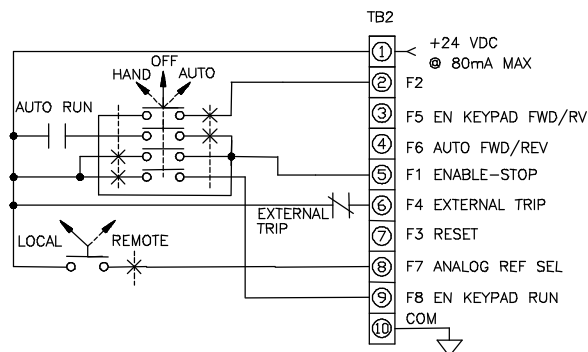 TB2
OFF
HAND
AUTO
AUTO RUN
1
+24 VDC
@ 80mA MAX
2
F2
3
F5 EN KEYPAD FWD/RV
4
F6 AUTO FWD/REV
5
F1 ENABLE-STOP
EXTERNAL
TRIP
6
F4 EXTERNAL TRIP
7
F3 RESET
LOCAL
REMOTE
8
F7 ANALOG REF SEL
9
F8 EN KEYPAD RUN
10
COM